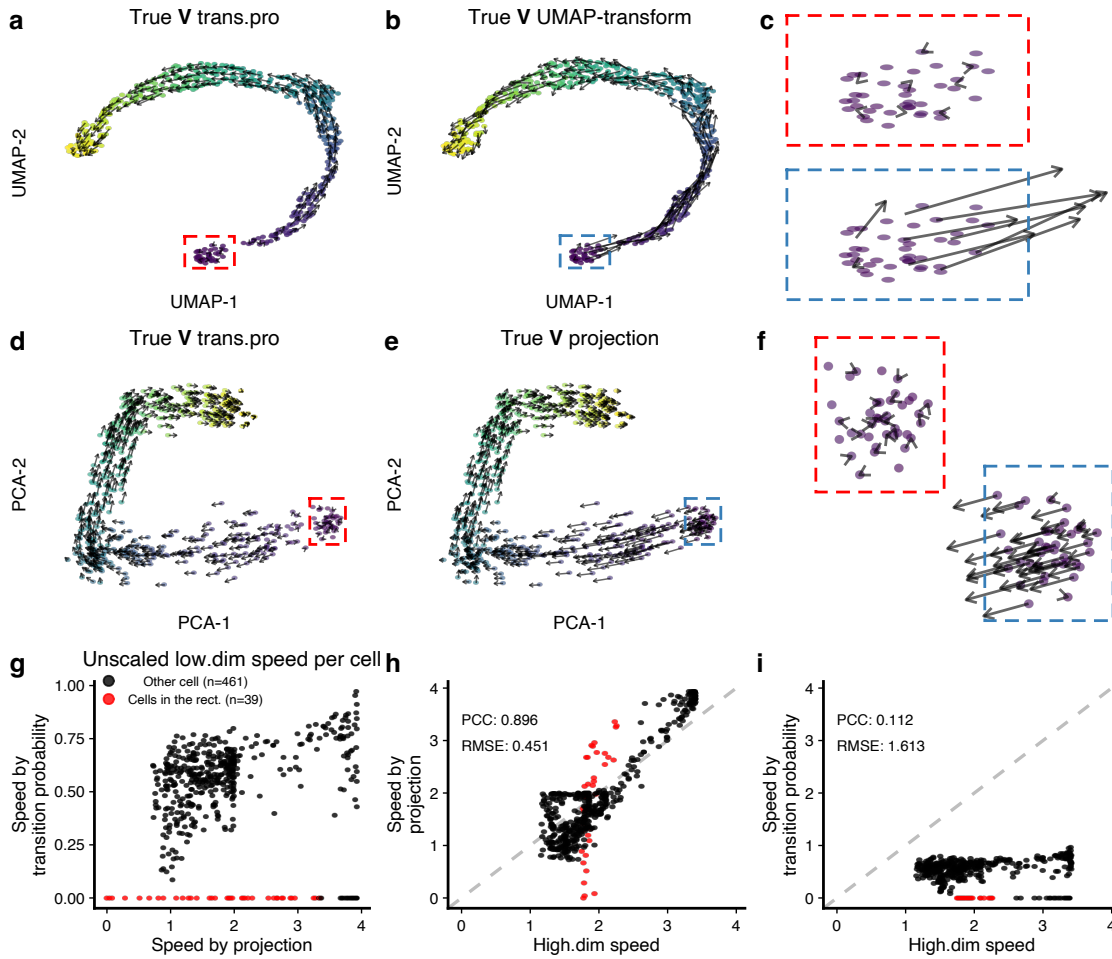 a
True V trans.pro
UMAP-2
UMAP-1
b
True V UMAP-transform
UMAP-2
UMAP-1
c
d
True V trans.pro
PCA-2
PCA-1
e
True V projection
PCA-2
PCA-1
f
g
Unscaled low.dim speed per cell
Other cell (n=461)
Cells in the rect. (n=39)
Speed by
transition probability
1.00
0.75
0.50
0.25
0.00
0
1
2
3
4
Speed by projection
h
PCC: 0.896
RMSE: 0.451
Speed by
projection
4
3
2
1
0
0
1
2
3
4
High.dim speed
i
PCC: 0.112
RMSE: 1.613
Speed by
transition probability
4
3
2
1
0
0
1
2
3
4
High.dim speed